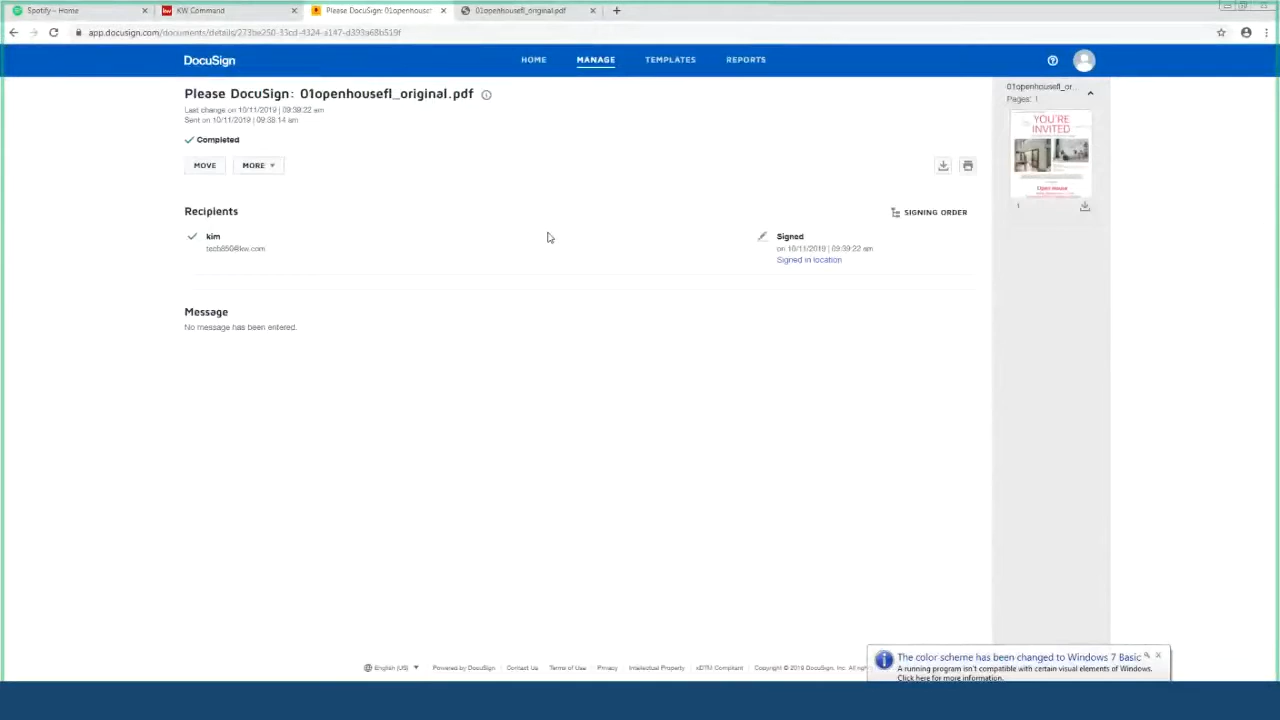 Spotify – Home
KW Command
Please DocuSign: 01openhouse
01openhousefl_original.pdf
app.docusign.com/documents/details/
DocuSign
HOME
MANAGE
TEMPLATES
REPORTS
Please DocuSign: 01openhousefl_original.pdf
Last change on 10/11/2019 | 09:39:22 am
Sent on 10/11/2019 | 09:38:14 am
Completed
MOVE
MORE
Recipients
SIGNING ORDER
kim
tech650@kw.com
Signed
on 10/11/2019 | 09:39:22 am
Signed in location
Message
No message has been entered.
01openhousefl_or...
Pages: 1
YOU'RE
INVITED
Open House
1
English (US)
Powered by DocuSign
Contact Us
Terms of Use
Privacy
Intellectual Property
xDTM Compliant
Copyright © 2019 DocuSign, Inc. All
The color scheme has been changed to Windows 7 Basic
A running program isn't compatible with certain visual elements of Windows.
Click here for more information.